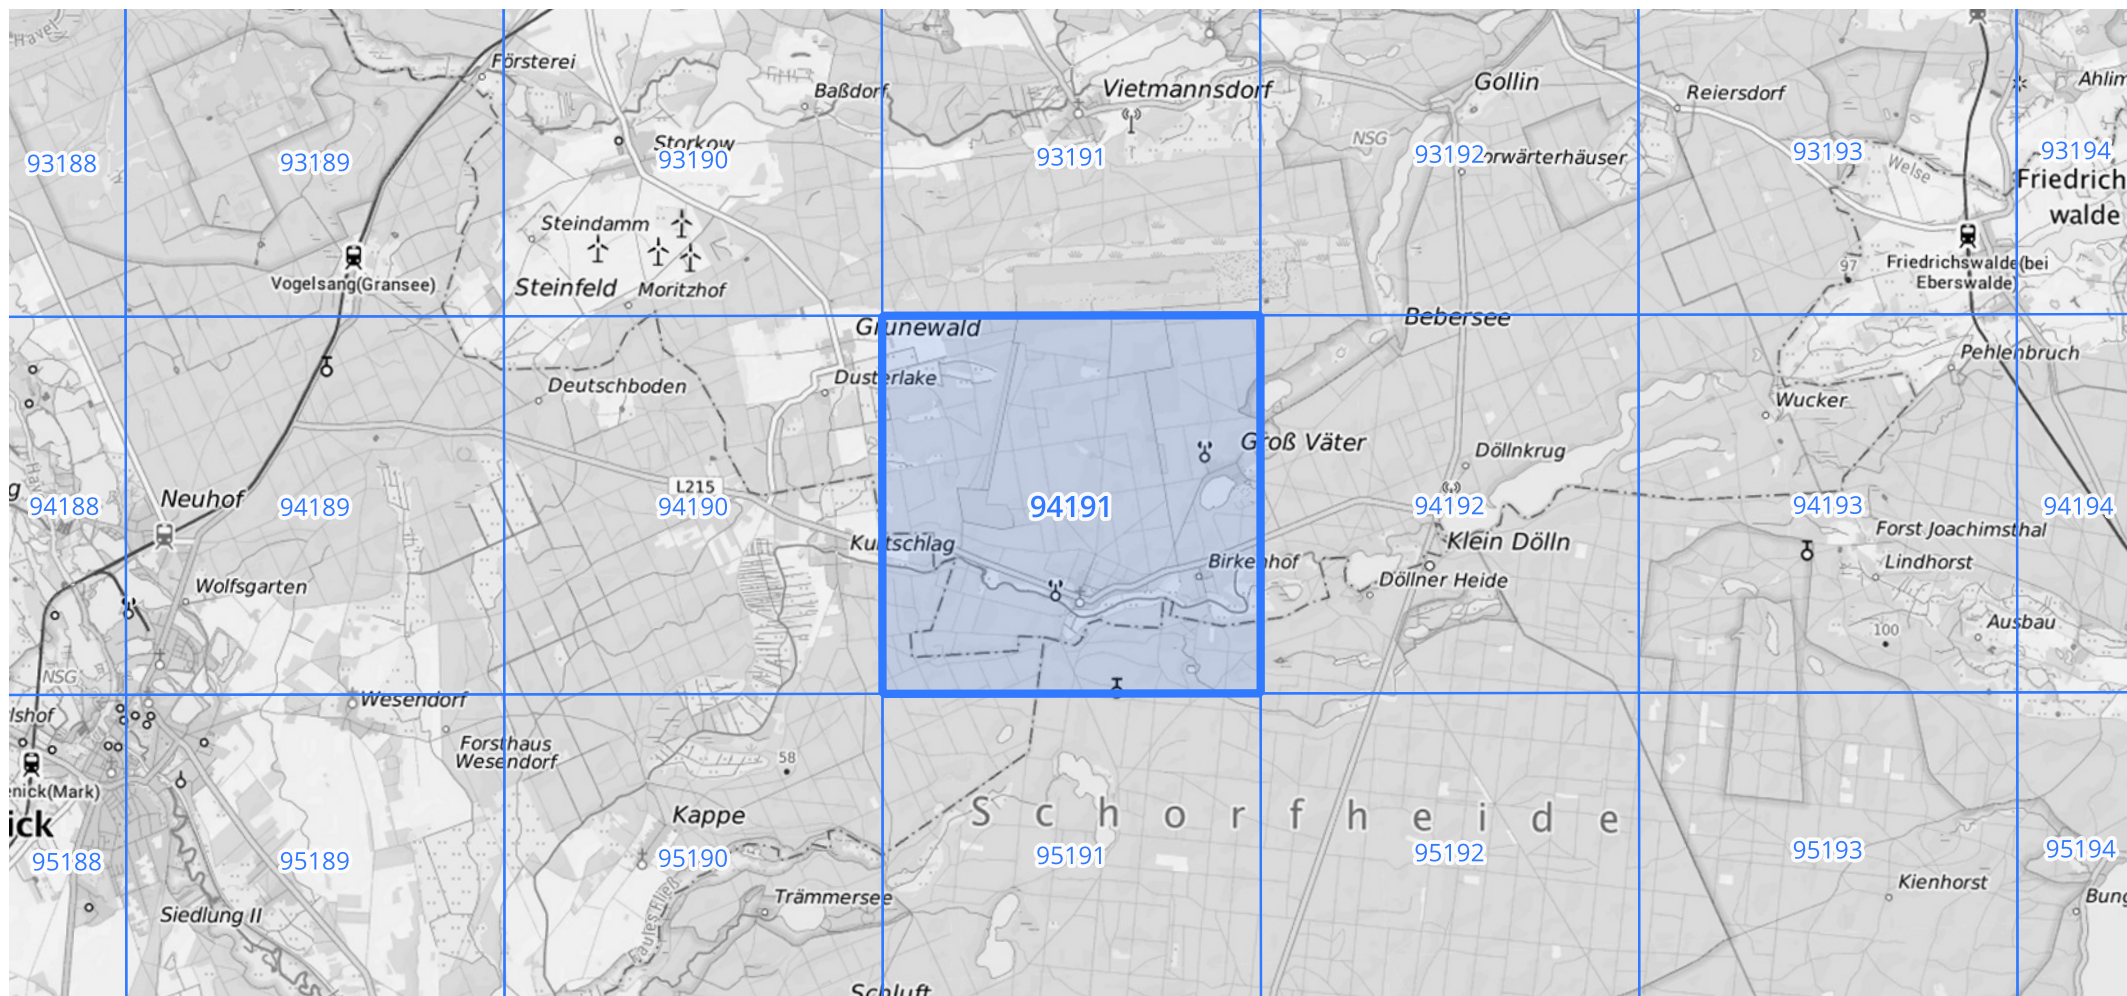 Havel
Försterei
Baßdorf
Vietmannsdorf
Gollin
Reiersdorf
Storkow
NSG
93188
93189
93190
93191
93192
orwärterhäuser
93193
Welse
93194
Friedrich
walde
Steindamm
Vogelsang(Gransee)
Steinfeld
Moritzhof
97
Friedrichswalde(bei
Eberswalde)
Grunewald
Bebersee
Pehlenbruch
Deutschboden
Dusterlake
Wucker
Groß Väter
Döllnkrug
Neuhof
L215
94188
94189
94190
94191
94192
94193
94194
Kurtschlag
Klein Dölln
Forst Joachimsthal
Birkenhof
Lindhorst
Wolfsgarten
Döllner Heide
Ausbau
100
NSG
Wesendorf
lshof
Forsthaus
Wesendorf
58
enick(Mark)
ick
Kappe
Schorfheide
95188
95189
95190
95191
95192
95193
95194
Faules Fließ
Trämmersee
Kienhorst
Siedlung II
Bung
Schluft